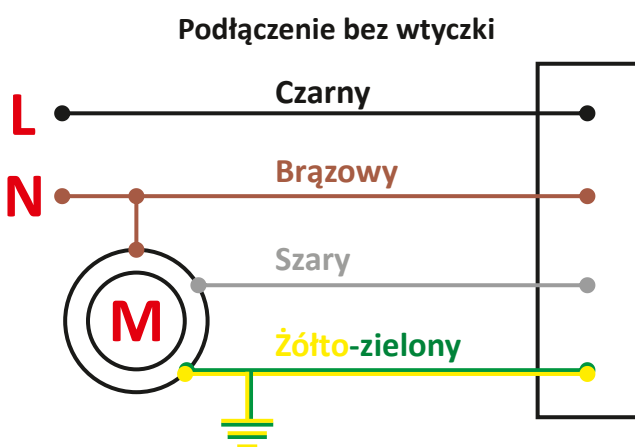 Podłączenie bez wtyczki
L
Czarny
N
Brązowy
Szary
M
Żółto-zielony